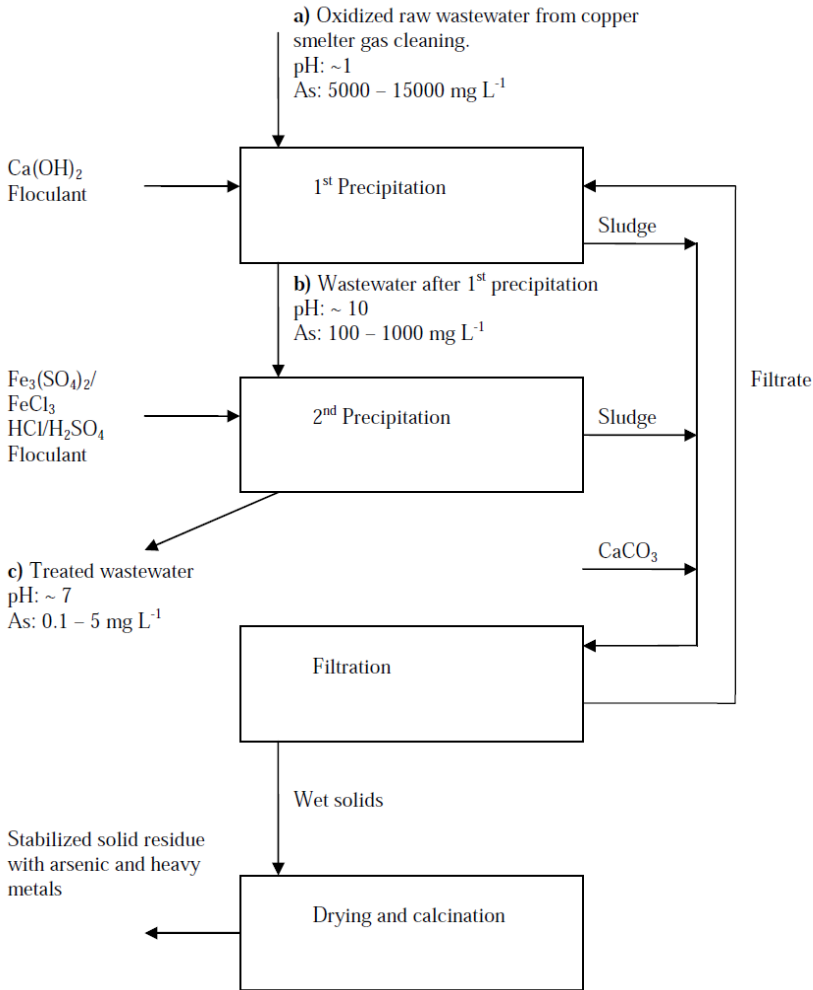 a) Oxidized raw wastewater from copper
smelter gas cleaning.
pH: ~1
As: 5000 – 15000 mg L⁻¹
Ca(OH)₂
Floculant
1ˢᵗ Precipitation
Sludge
b) Wastewater after 1ˢᵗ precipitation
pH: ~ 10
As: 100 – 1000 mg L⁻¹
Fe₃(SO₄)₂/
FeCl₃
HCl/H₂SO₄
Floculant
2ⁿᵈ Precipitation
Sludge
Filtrate
CaCO₃
c) Treated wastewater
pH: ~ 7
As: 0.1 – 5 mg L⁻¹
Filtration
Wet solids
Stabilized solid residue
with arsenic and heavy
metals
Drying and calcination